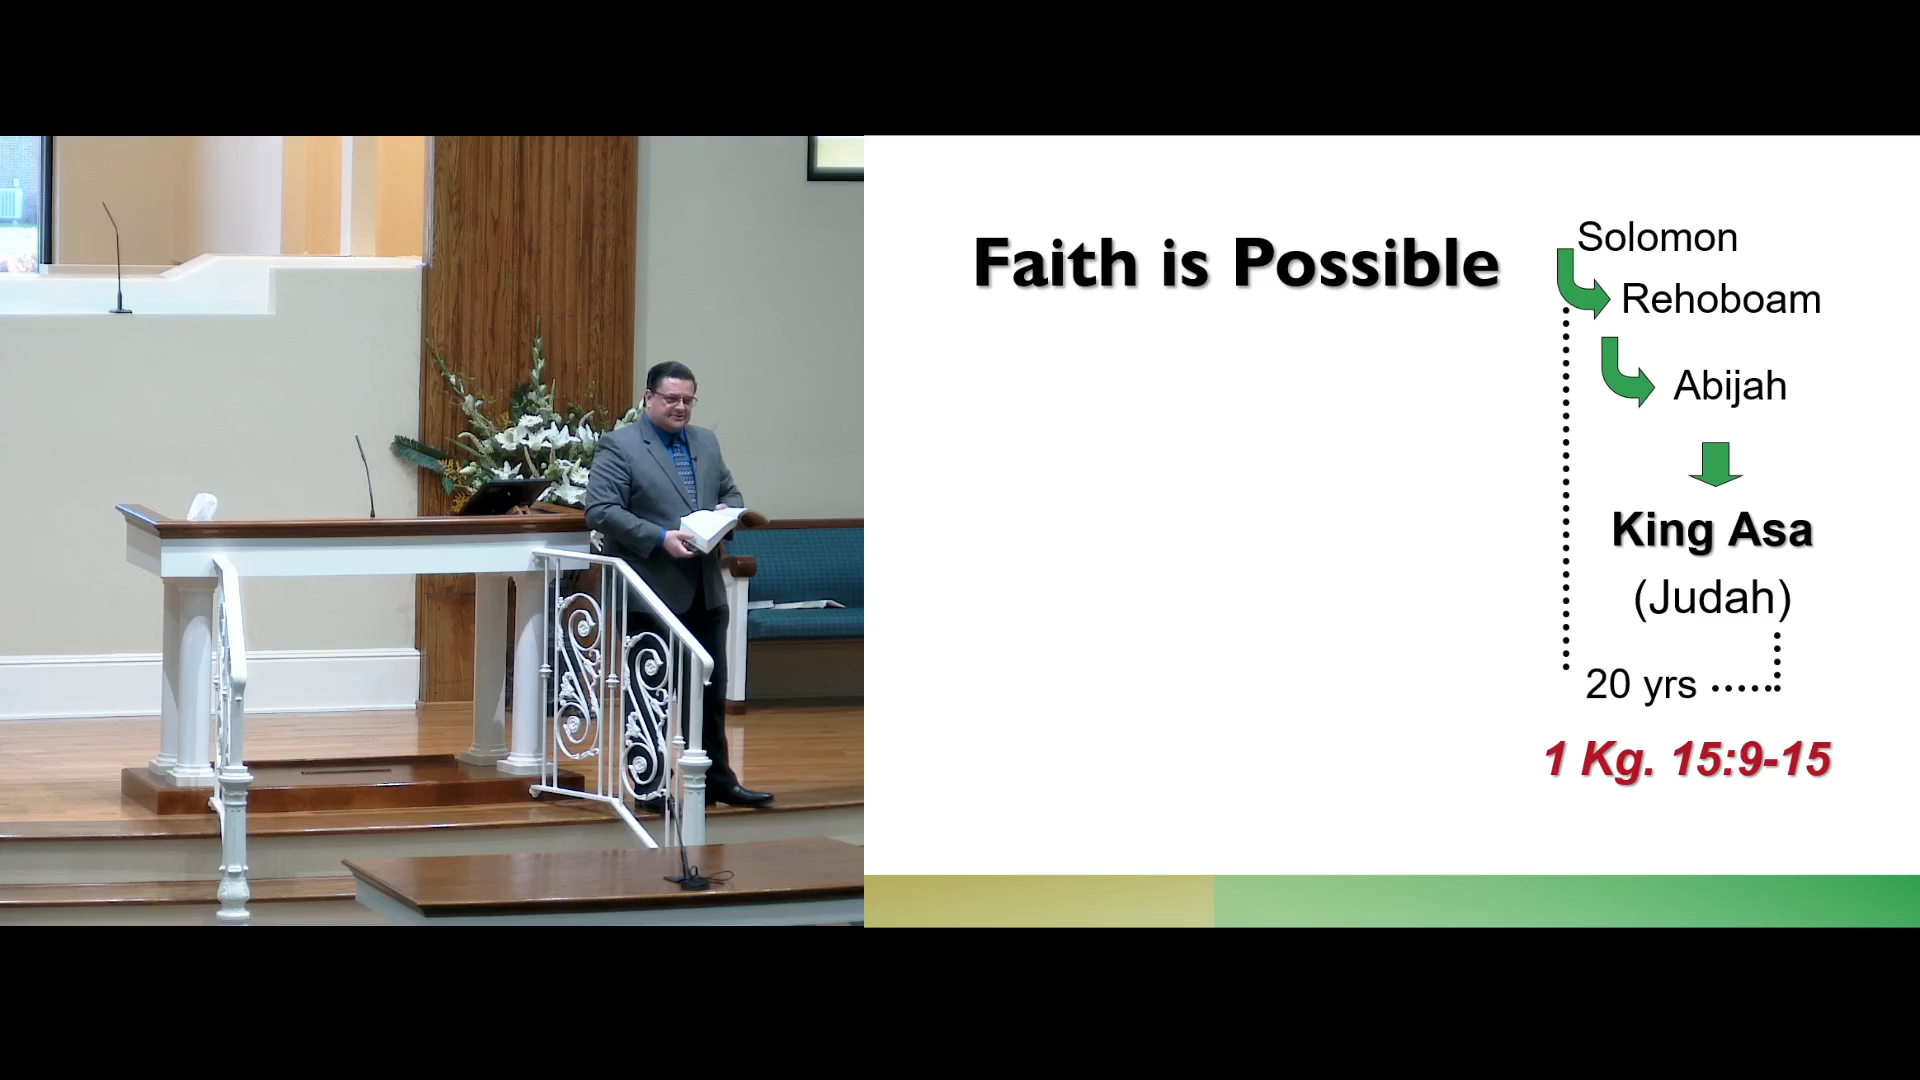 Faith is Possible
Solomon
Rehoboam
Abijah
King Asa
(Judah)
20 yrs
1 Kg. 15:9-15